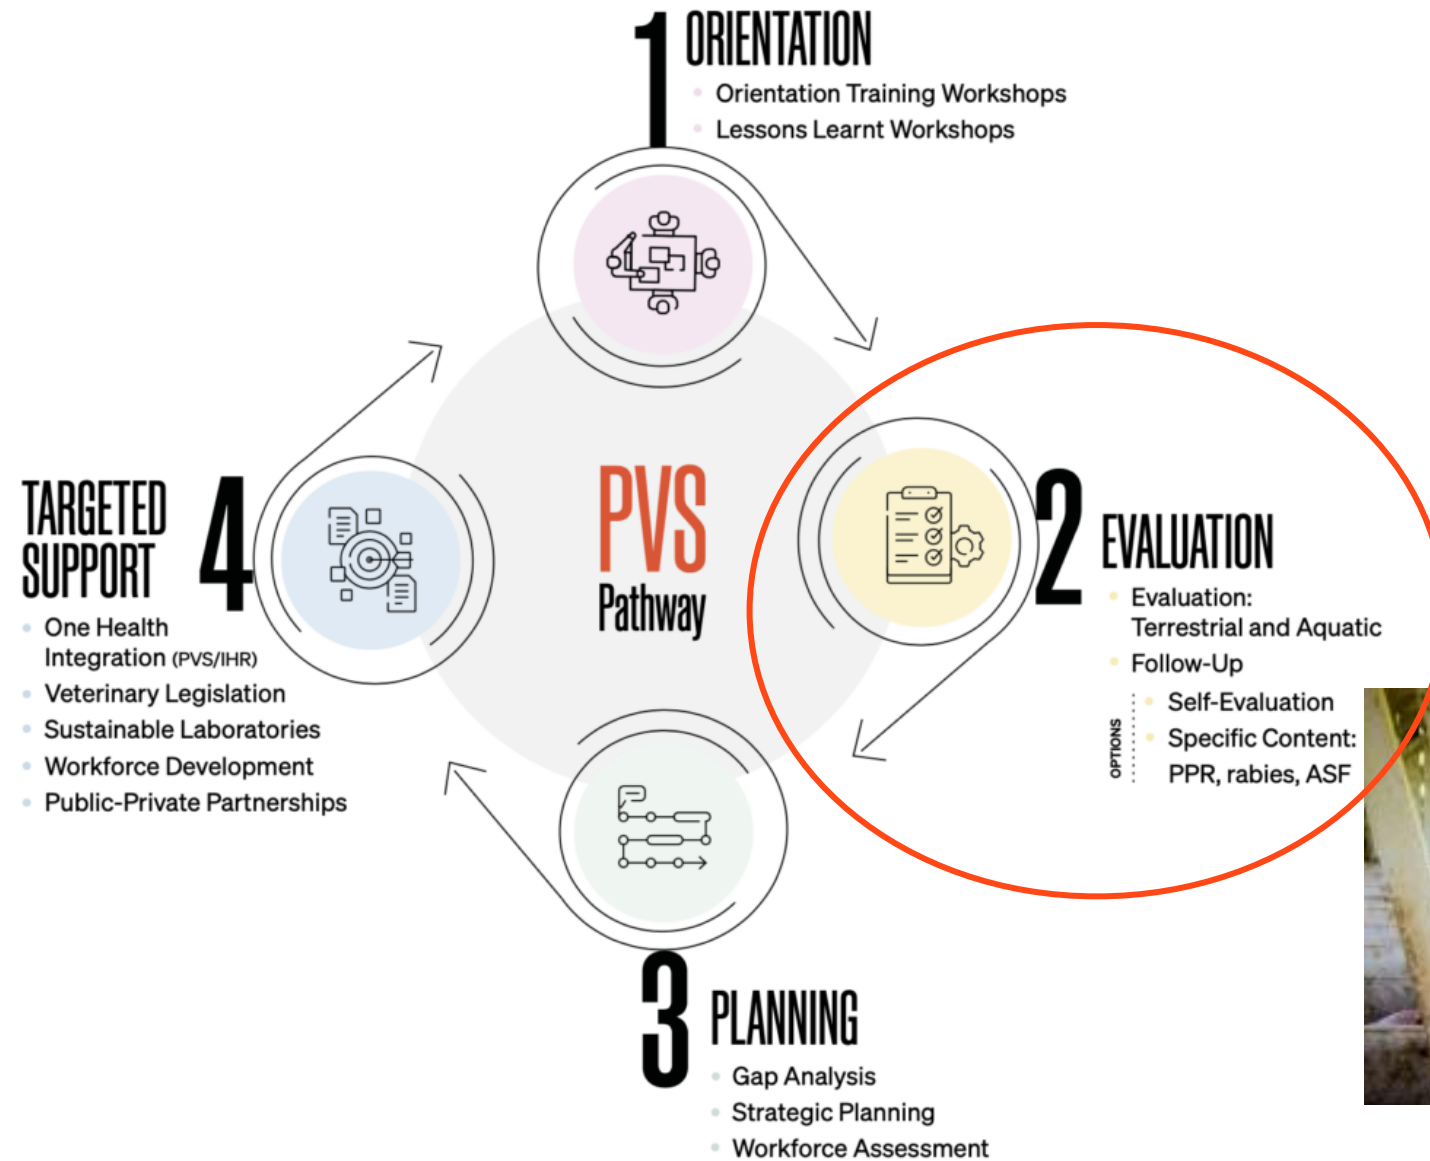 1 ORIENTATION
Orientation Training Workshops
Lessons Learnt Workshops
PVS
Pathway
2 EVALUATION
Evaluation:
Terrestrial and Aquatic
Follow-Up
OPTIONS
Self-Evaluation
Specific Content:
PPR, rabies, ASF
3 PLANNING
Gap Analysis
Strategic Planning
Workforce Assessment
TARGETED
SUPPORT 4
One Health
Integration (PVS/IHR)
Veterinary Legislation
Sustainable Laboratories
Workforce Development
Public-Private Partnerships